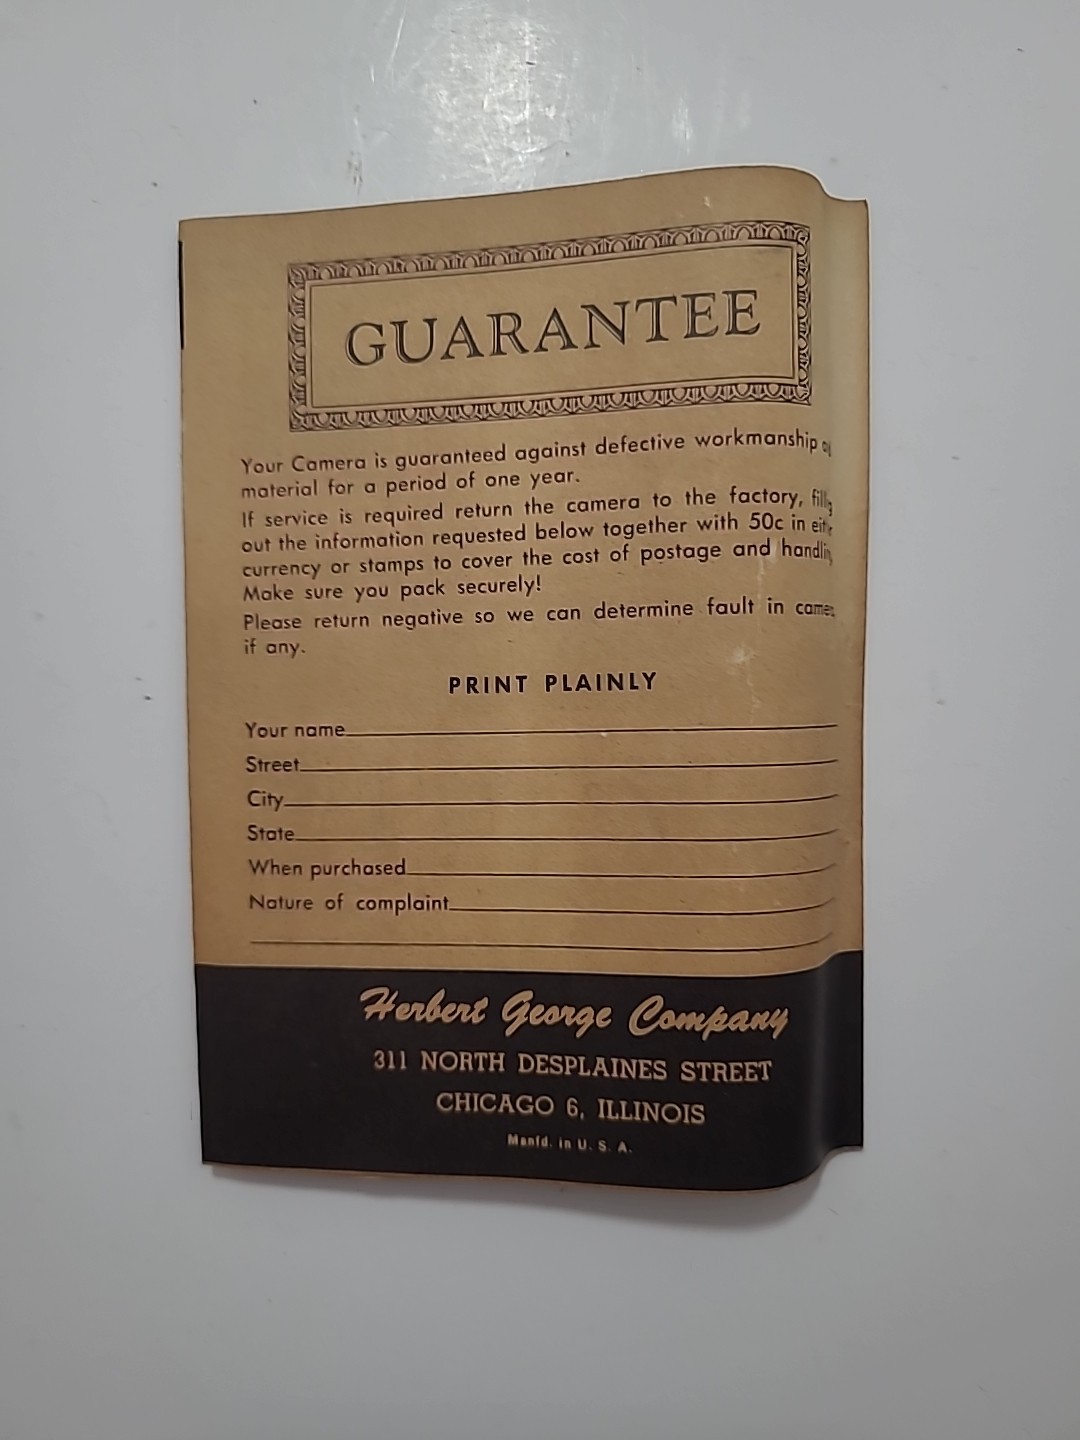 GUARANTEE
Your Camera is guaranteed against defective workmanship
material for a period of one year.
If service is required return the camera to the factory,
out the information requested below together with 50c in
currency or stamps to cover the cost of postage and
Make sure you pack securely!
Please return negative so we can determine fault in
if any.
PRINT PLAINLY
Your name
Street
City
State
When purchased
Nature of complaint
Herbert George Company
311 NORTH DESPLAINES STREET
CHICAGO 6, ILLINOIS
Manfd. in U. S. A.